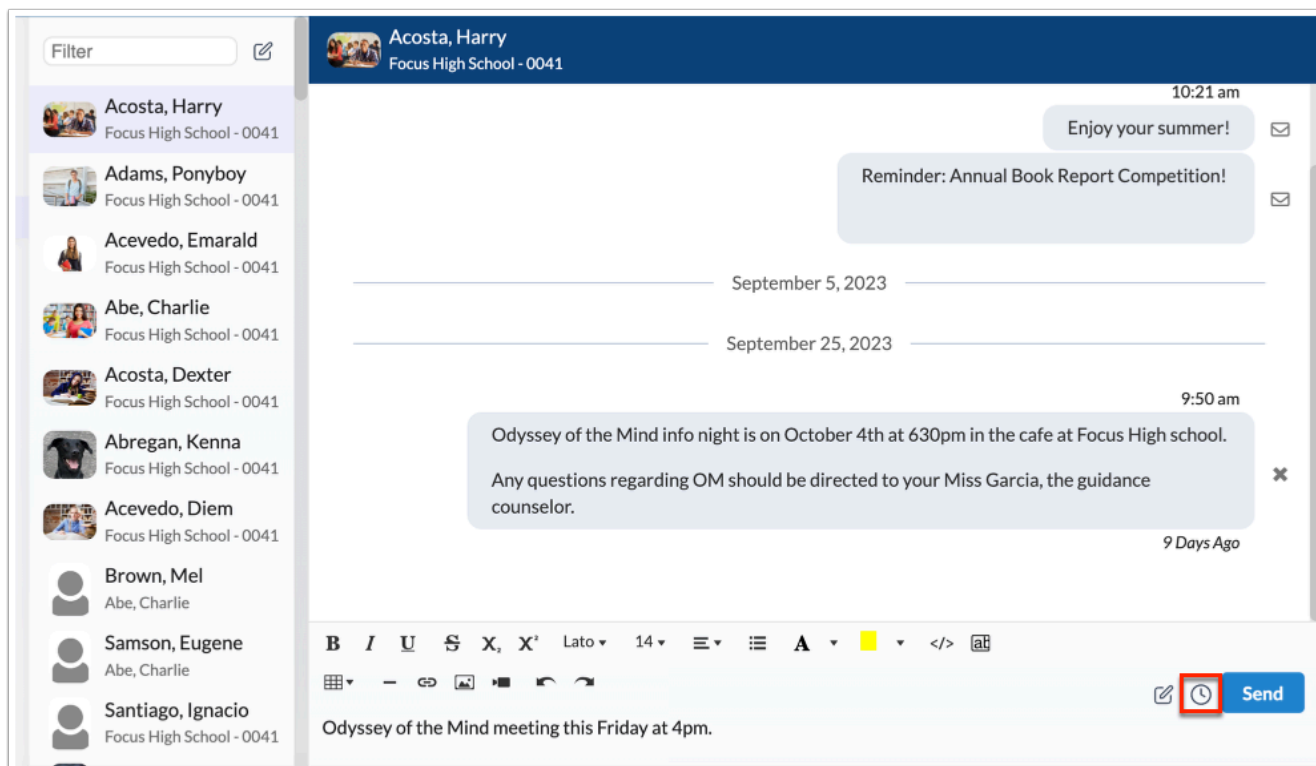 Filter
Acosta, Harry
Focus High School - 0041
Adams, Ponyboy
Focus High School - 0041
Acevedo, Emarald
Focus High School - 0041
Abe, Charlie
Focus High School - 0041
Acosta, Dexter
Focus High School - 0041
Abregan, Kenna
Focus High School - 0041
Acevedo, Diem
Focus High School - 0041
Brown, Mel
Abe, Charlie
Samson, Eugene
Abe, Charlie
Santiago, Ignacio
Focus High School - 0041
Acosta, Harry
Focus High School - 0041
10:21 am
Enjoy your summer!
Reminder: Annual Book Report Competition!
September 5, 2023
September 25, 2023
9:50 am
Odyssey of the Mind info night is on October 4th at 630pm in the cafe at Focus High school.
Any questions regarding OM should be directed to your Miss Garcia, the guidance
counselor.
9 Days Ago
B I U S X₂ X² Lato 14 A </> ab
Send
Odyssey of the Mind meeting this Friday at 4pm.